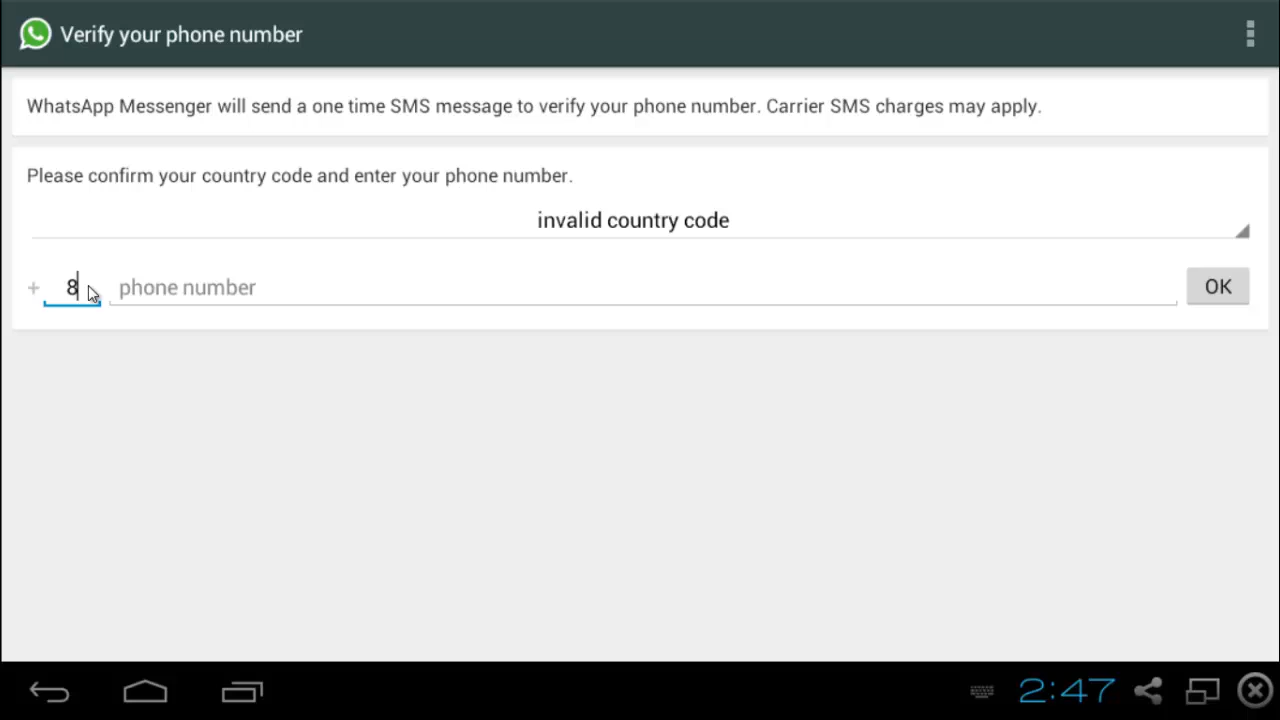 Verify your phone number
WhatsApp Messenger will send a one time SMS message to verify your phone number. Carrier SMS charges may apply.
Please confirm your country code and enter your phone number.
invalid country code
+ 8 phone number OK
2:47